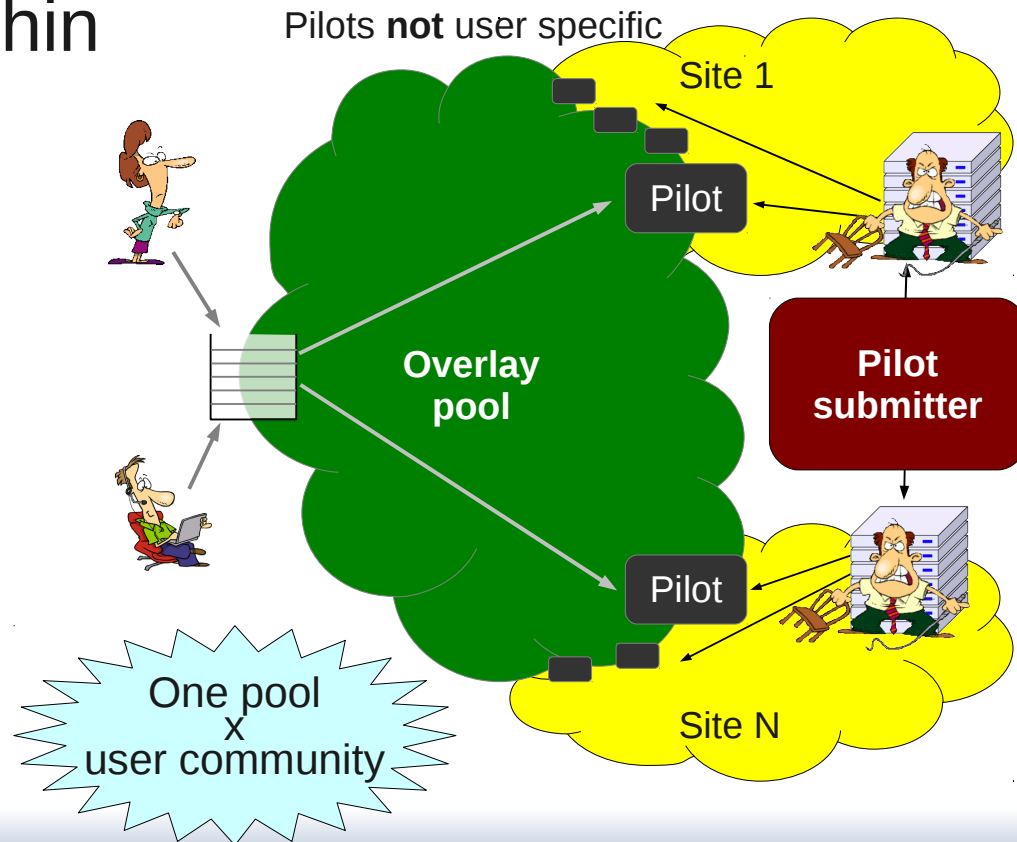 hin
Pilots not user specific
Site 1
Pilot
Overlay
pool
Pilot
submitter
Pilot
Site N
One pool
x
user community